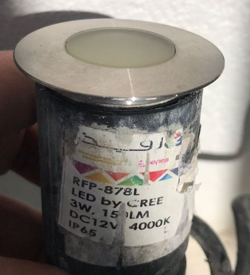 RFP-878L
LED by CREE
3W, 150LM
DC12V 4000K
IP65